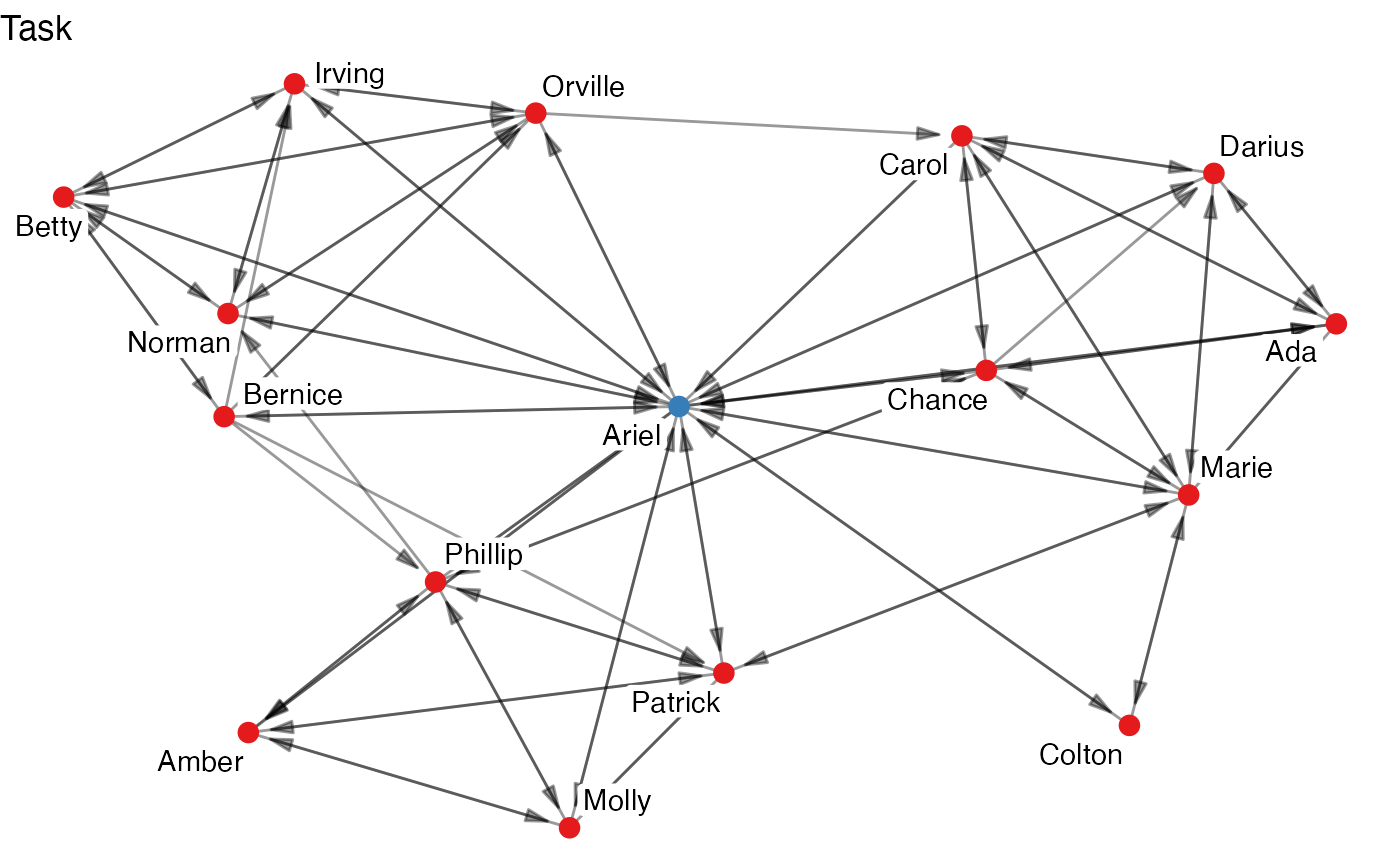 Task
Irving
Orville
Carol
Darius
Betty
Norman
Bernice
Ada
Chance
Ariel
Marie
Phillip
Patrick
Amber
Colton
Molly